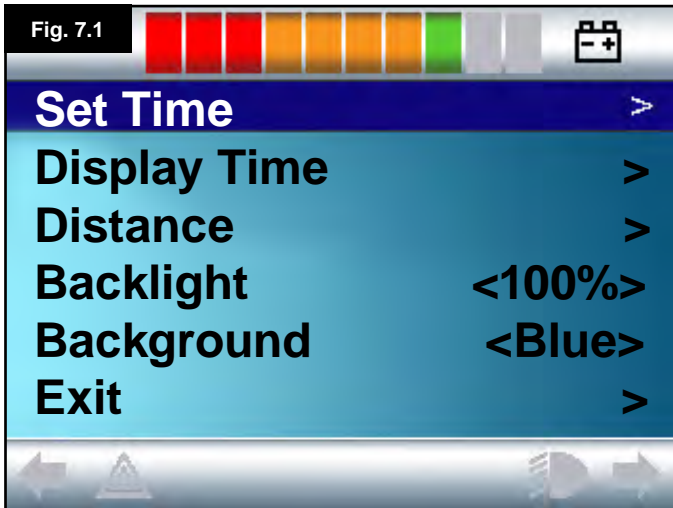 Fig. 7.1
Set Time >
Display Time >
Distance >
Backlight <100%>
Background <Blue>
Exit >